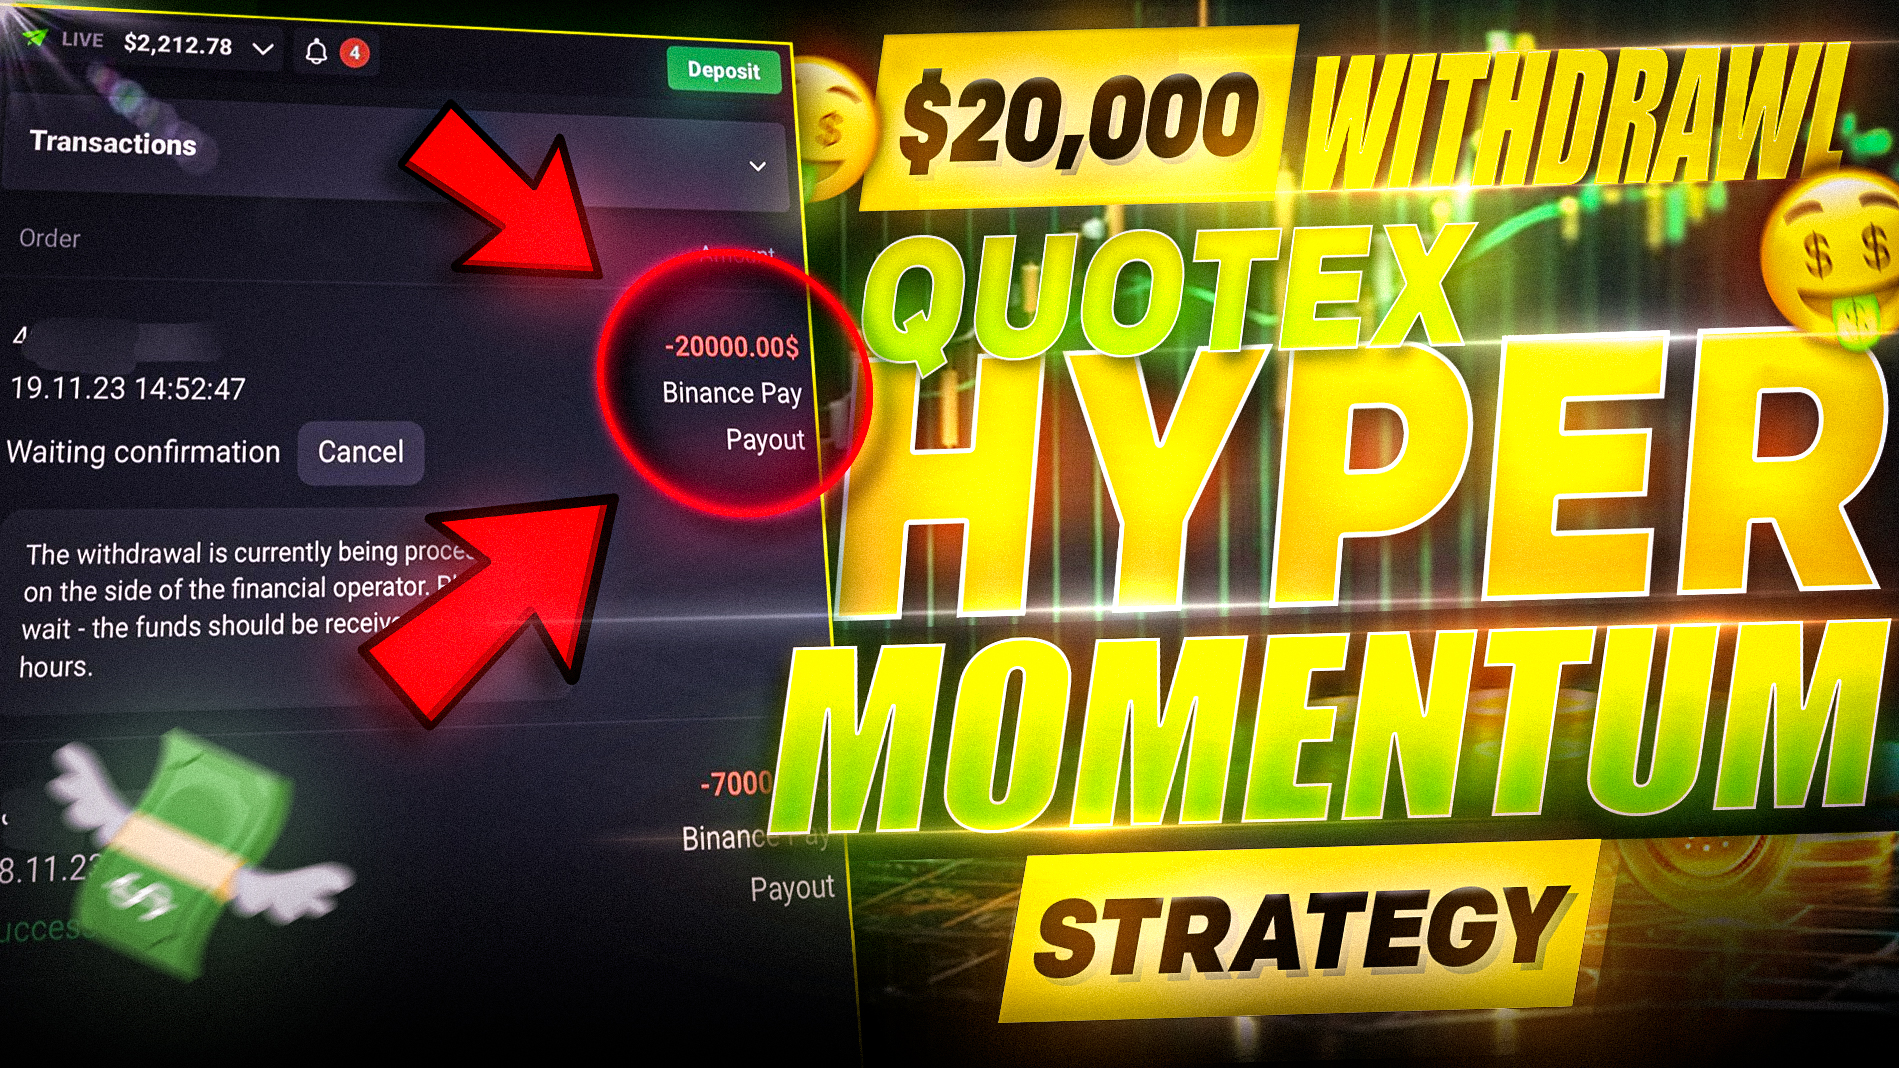 LIVE $2,212.78
4
Deposit
Transactions
Order
Amount
-20000.00$
19.11.23 14:52:47
Binance Pay
Payout
Waiting confirmation
Cancel
The withdrawal is currently being
on the side of the financial operator.
wait - the funds should be
hours.
-7000
Binance Pay
Payout
$20,000 WITHDRAWL
QUOTEX
HYPER
MOMENTUM
STRATEGY